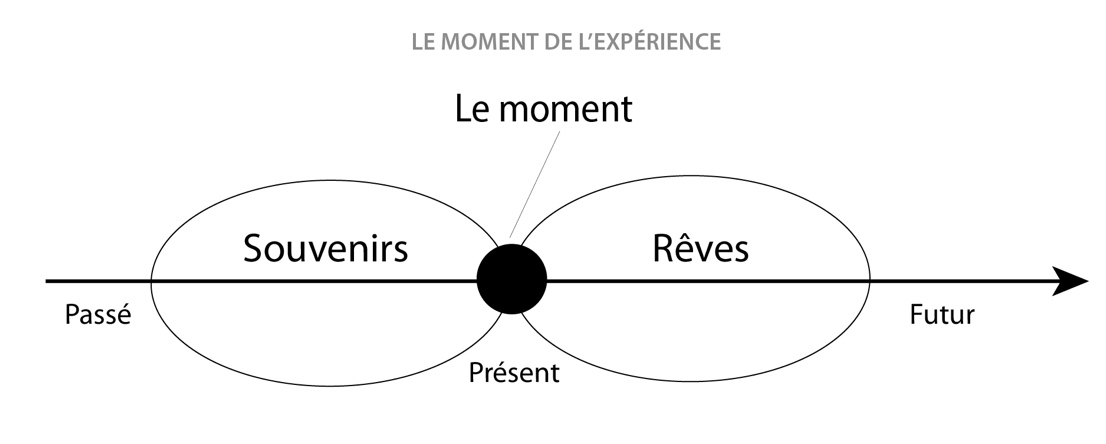 LE MOMENT DE L’EXPÉRIENCE
Le moment
Souvenirs
Rêves
Passé
Futur
Présent